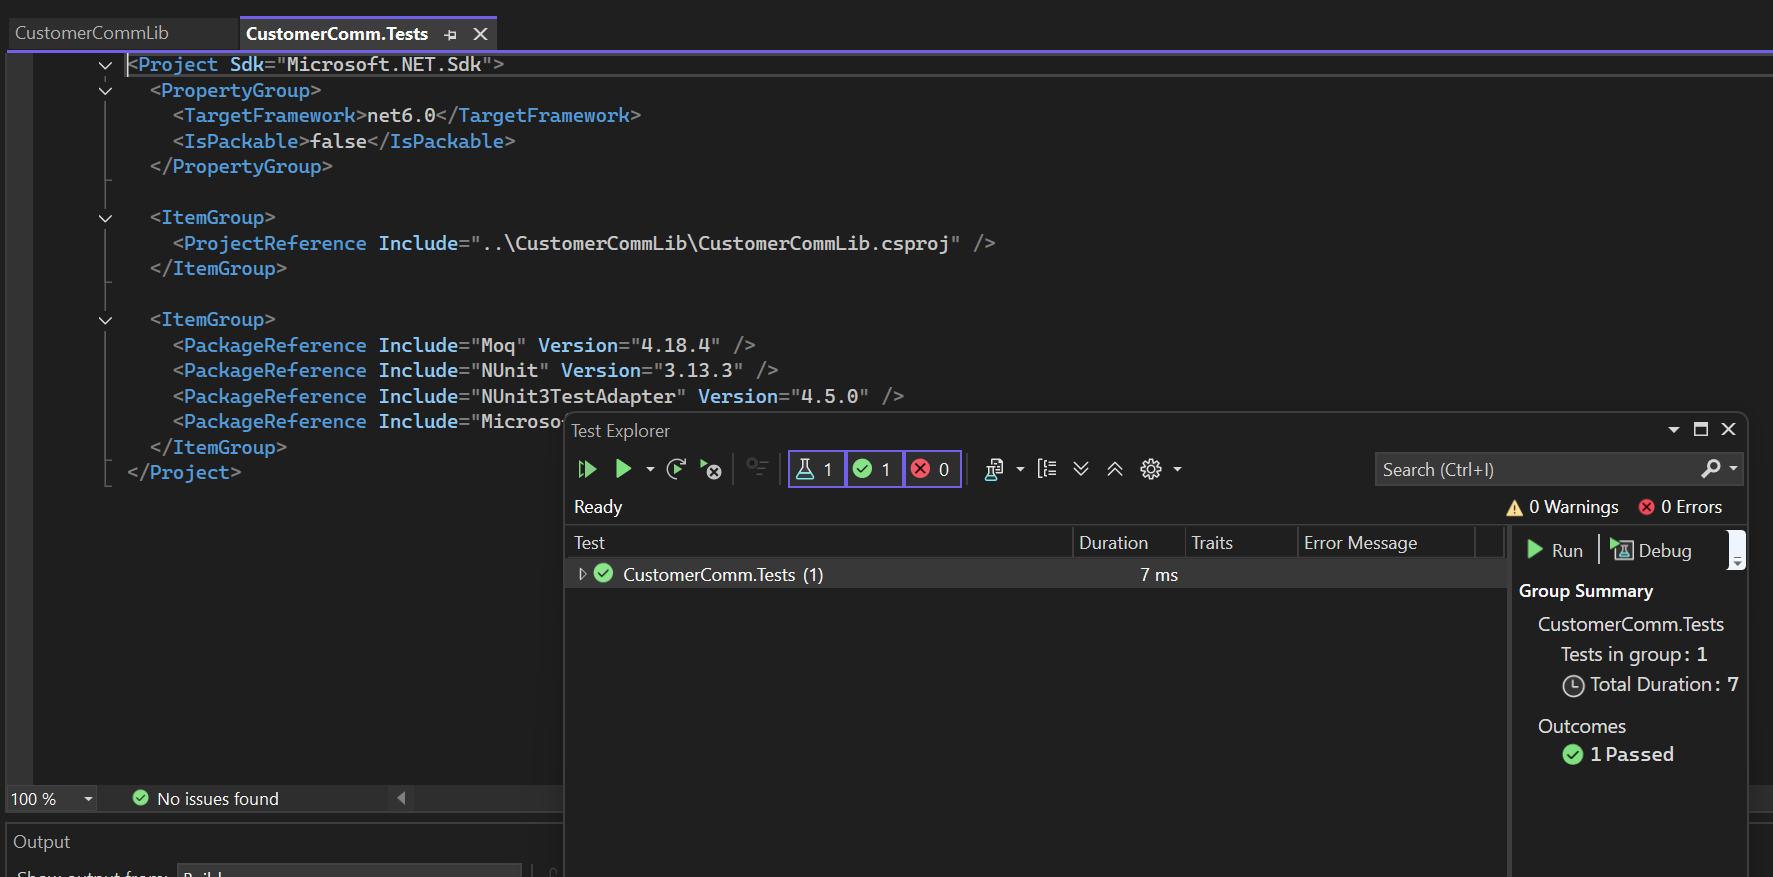 CustomerCommLib
CustomerComm.Tests
<Project Sdk="Microsoft.NET.Sdk">
<PropertyGroup>
<TargetFramework>net6.0</TargetFramework>
<IsPackable>false</IsPackable>
</PropertyGroup>
<ItemGroup>
<ProjectReference Include="..\CustomerCommLib\CustomerCommLib.csproj" />
</ItemGroup>
<ItemGroup>
<PackageReference Include="Moq" Version="4.18.4" />
<PackageReference Include="NUnit" Version="3.13.3" />
<PackageReference Include="NUnit3TestAdapter" Version="4.5.0" />
<PackageReference Include="Microso
</ItemGroup>
</Project>
Test Explorer
1 1 0
Search (Ctrl+I)
Ready
0 Warnings 0 Errors
Test Duration Traits Error Message
CustomerComm.Tests (1) 7 ms
Run Debug
Group Summary
CustomerComm.Tests
Tests in group: 1
Total Duration: 7
Outcomes
1 Passed
100 % No issues found
Output
Show output from: Build